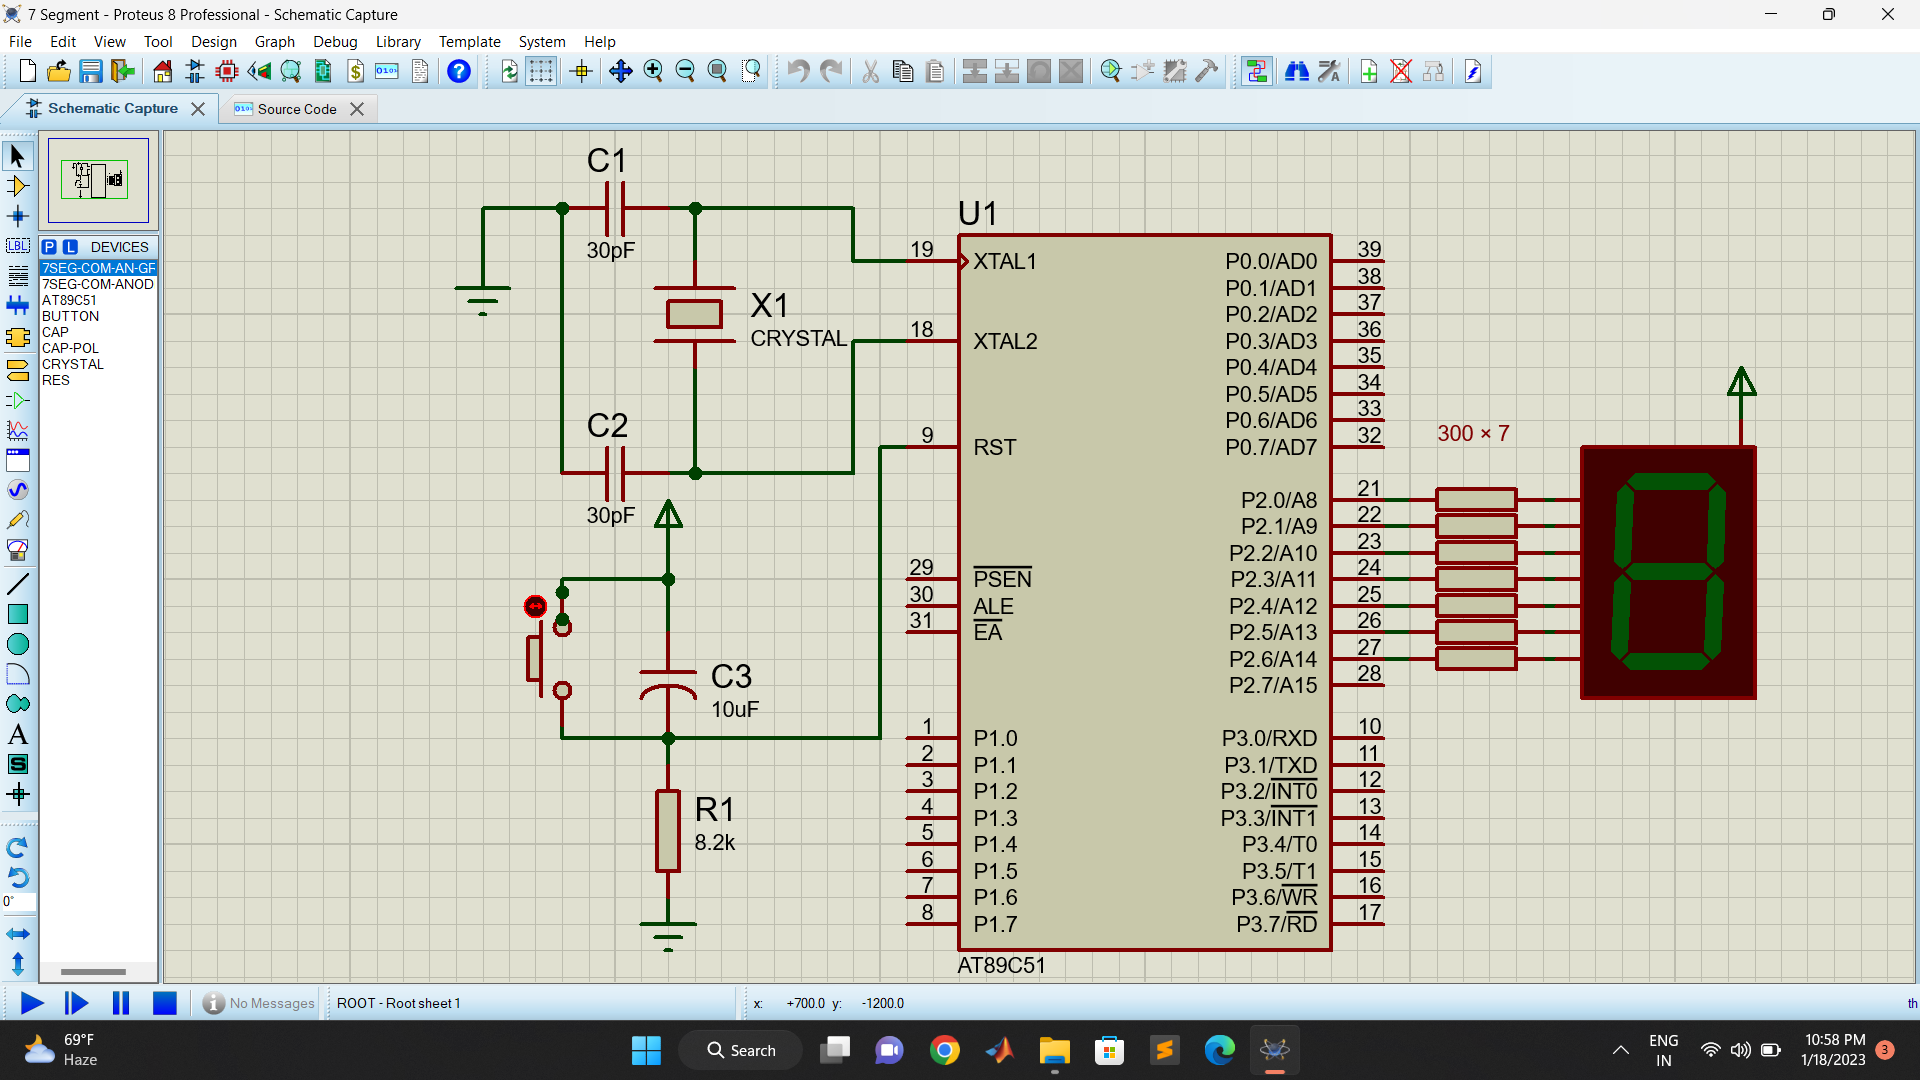 7 Segment - Proteus 8 Professional - Schematic Capture
File Edit View Tool Design Graph Debug Library Template System Help
Schematic Capture
Source Code
P L DEVICES
7SEG-COM-AN-GF
7SEG-COM-ANOD
AT89C51
BUTTON
CAP
CAP-POL
CRYSTAL
RES
LBL
A
S
0°
C1
30pF
X1
CRYSTAL
C2
30pF
C3
10uF
R1
8.2k
U1
19 XTAL1
18 XTAL2
9 RST
29 PSEN
30 ALE
31 EA
1 P1.0
2 P1.1
3 P1.2
4 P1.3
5 P1.4
6 P1.5
7 P1.6
8 P1.7
P0.0/AD0 39
P0.1/AD1 38
P0.2/AD2 37
P0.3/AD3 36
P0.4/AD4 35
P0.5/AD5 34
P0.6/AD6 33
P0.7/AD7 32
P2.0/A8 21
P2.1/A9 22
P2.2/A10 23
P2.3/A11 24
P2.4/A12 25
P2.5/A13 26
P2.6/A14 27
P2.7/A15 28
P3.0/RXD 10
P3.1/TXD 11
P3.2/INT0 12
P3.3/INT1 13
P3.4/T0 14
P3.5/T1 15
P3.6/WR 16
P3.7/RD 17
AT89C51
300 × 7
No Messages
ROOT - Root sheet 1
x: +700.0 y: -1200.0
th
69°F
Haze
Search
ENG
IN
10:58 PM
1/18/2023
3